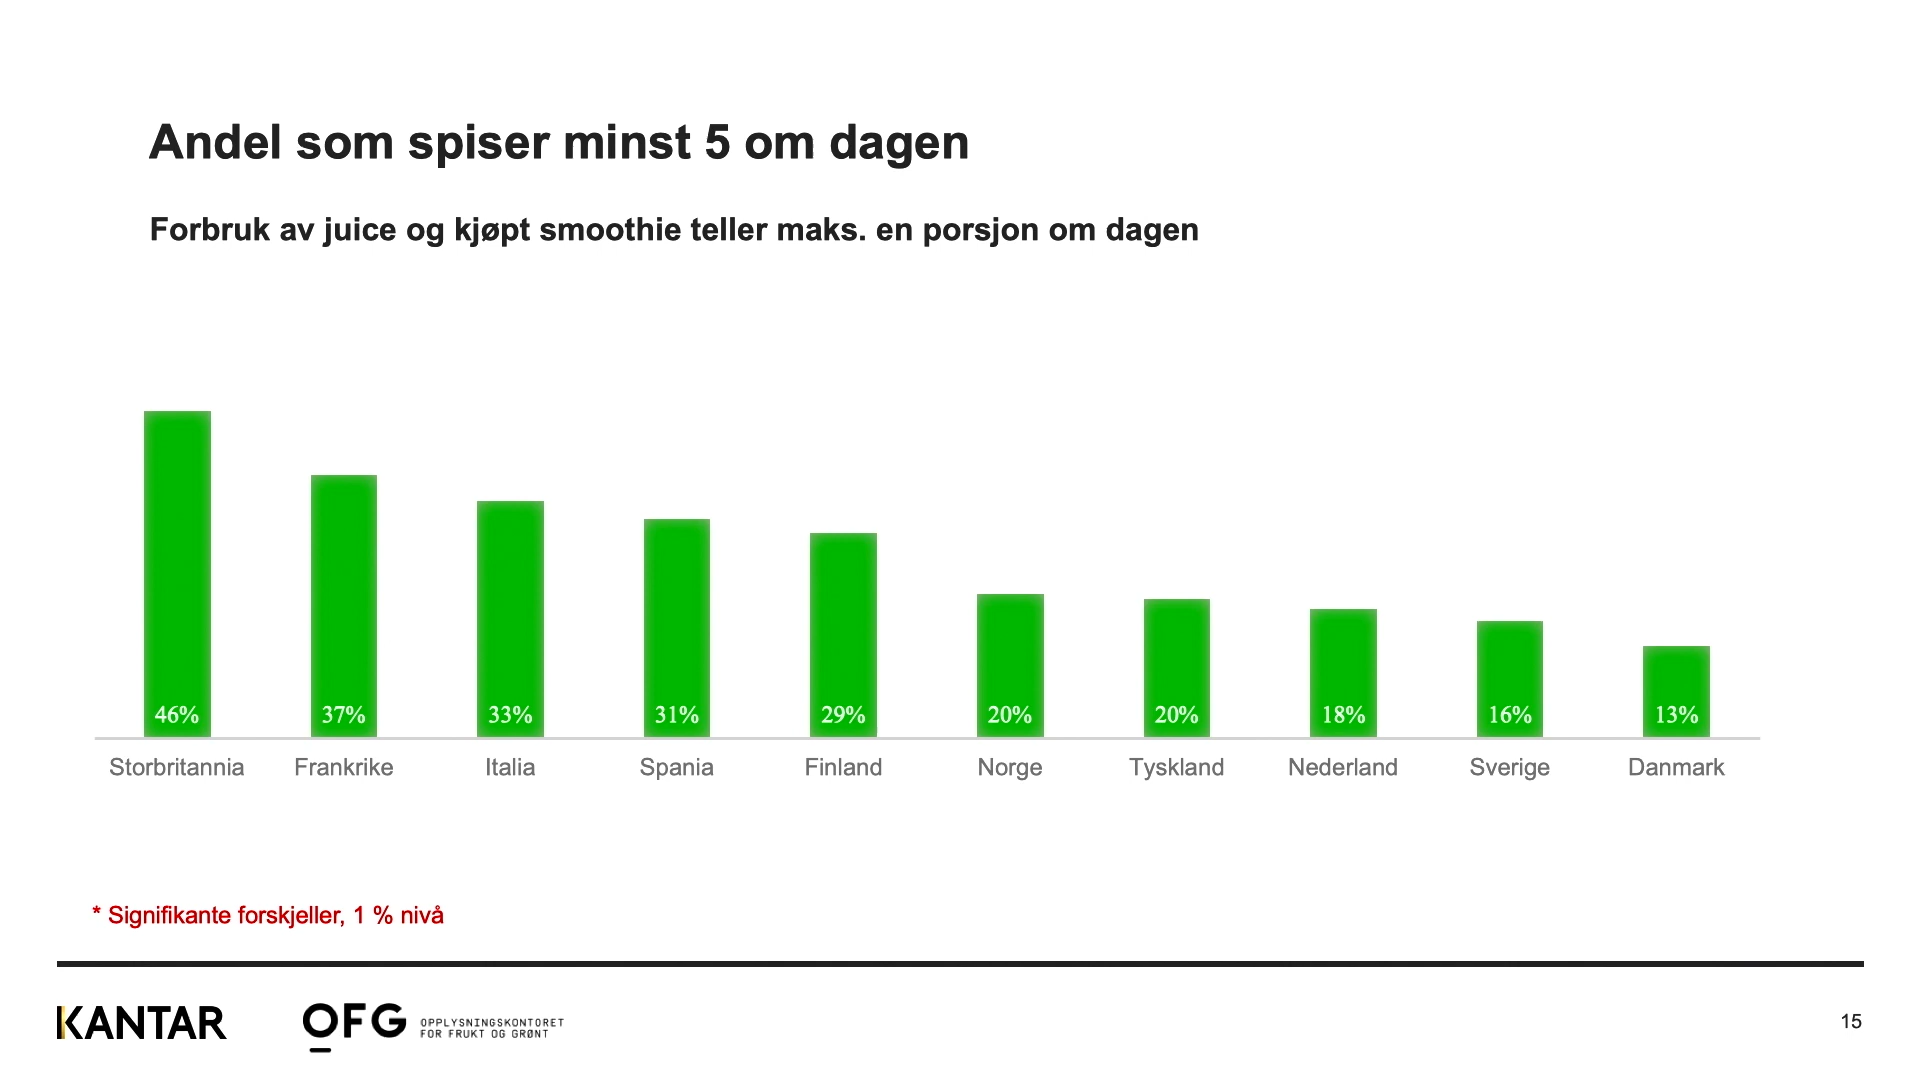 Andel som spiser minst 5 om dagen
Forbruk av juice og kjøpt smoothie teller maks. en porsjon om dagen
46% 37% 33% 31% 29% 20% 20% 18% 16% 13%
Storbritannia Frankrike Italia Spania Finland Norge Tyskland Nederland Sverige Danmark
* Signifikante forskjeller, 1 % nivå
KANTAR
OFG
OPPLYSNINGSKONTORET
FOR FRUKT OG GRØNT
15